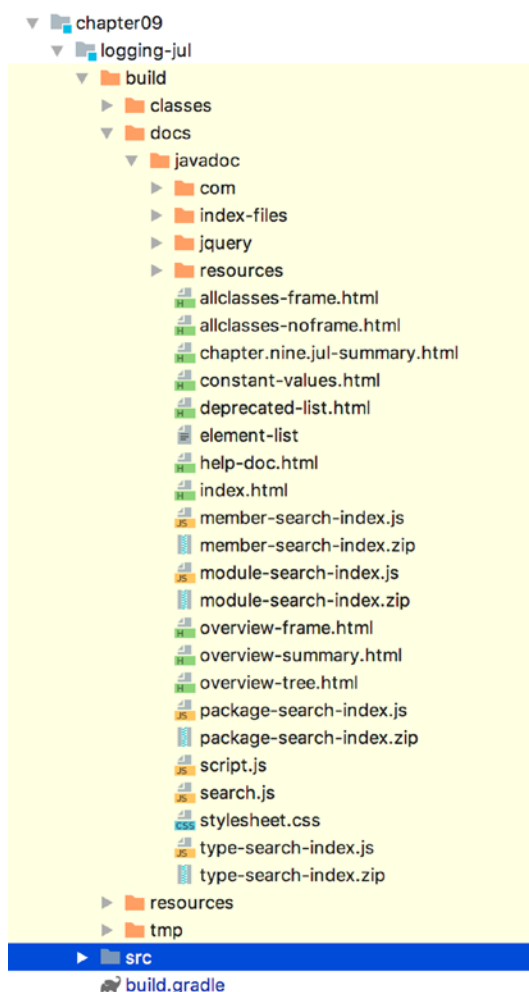 chapter09
logging-jul
build
classes
docs
javadoc
com
index-files
jquery
resources
allclasses-frame.html
allclasses-noframe.html
chapter.nine.jul-summary.html
constant-values.html
deprecated-list.html
element-list
help-doc.html
index.html
member-search-index.js
member-search-index.zip
module-search-index.js
module-search-index.zip
overview-frame.html
overview-summary.html
overview-tree.html
package-search-index.js
package-search-index.zip
script.js
search.js
stylesheet.css
type-search-index.js
type-search-index.zip
resources
tmp
src
build.gradle